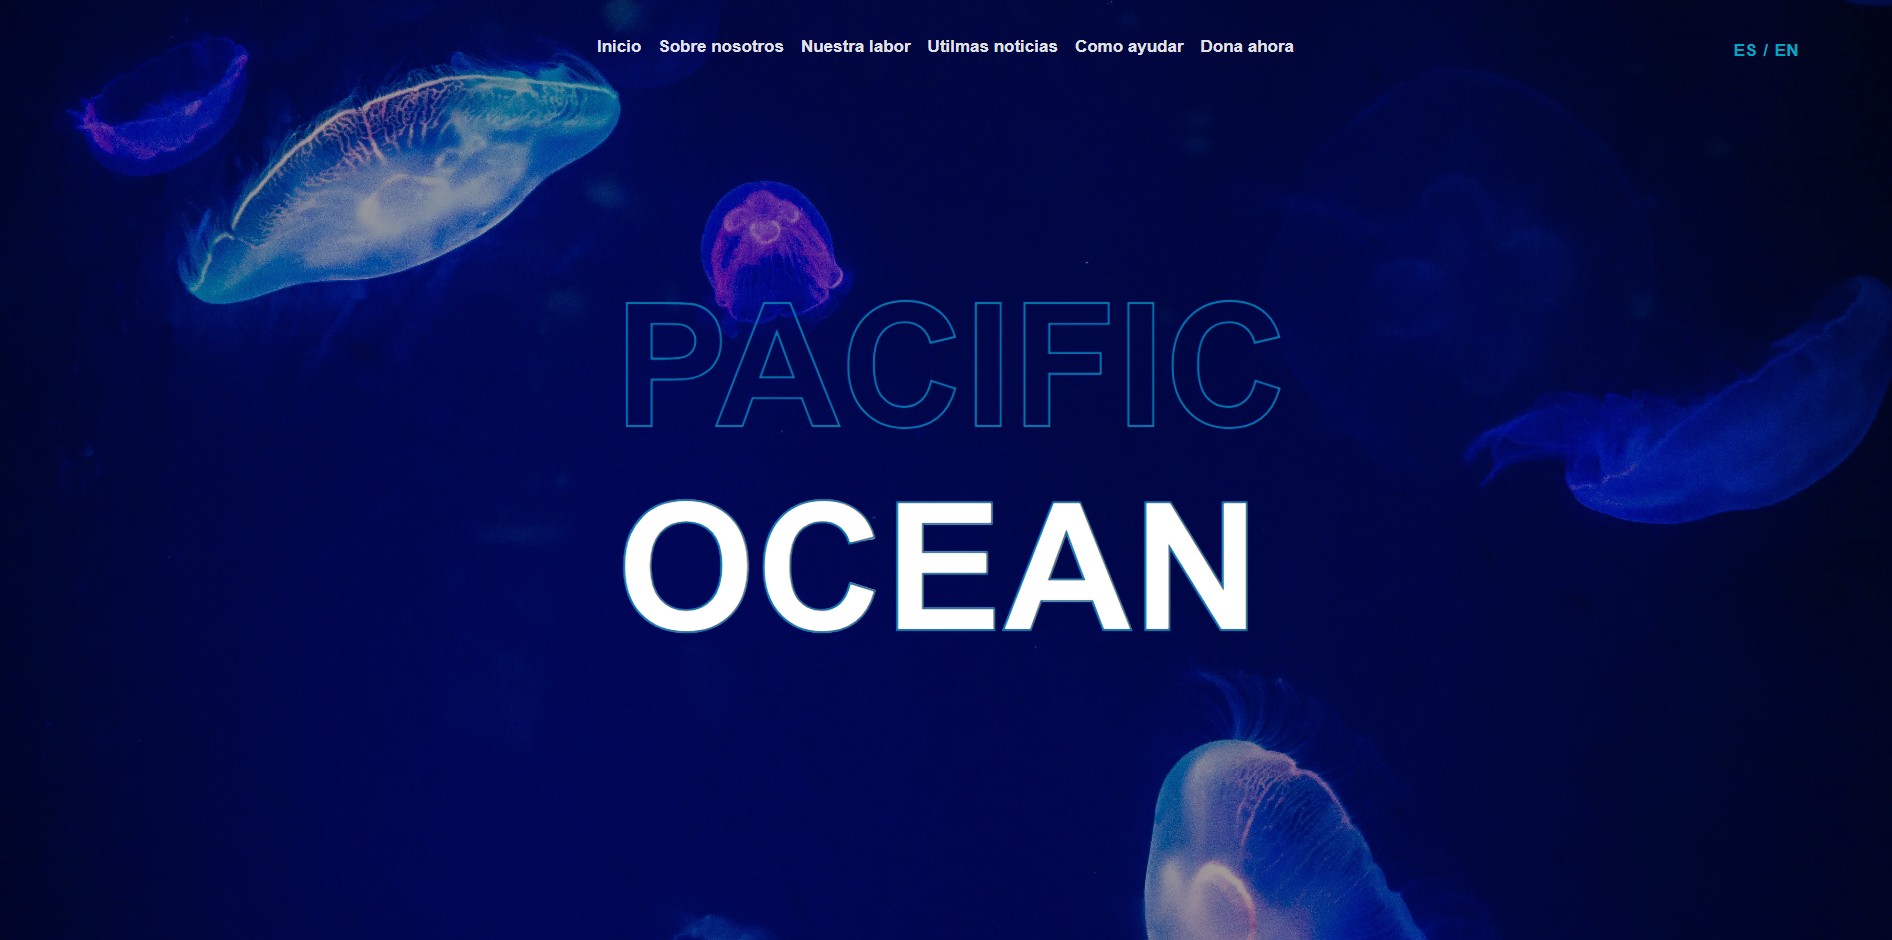 Inicio Sobre nosotros Nuestra labor Utilmas noticias Como ayudar Dona ahora
ES / EN
PACIFIC
OCEAN